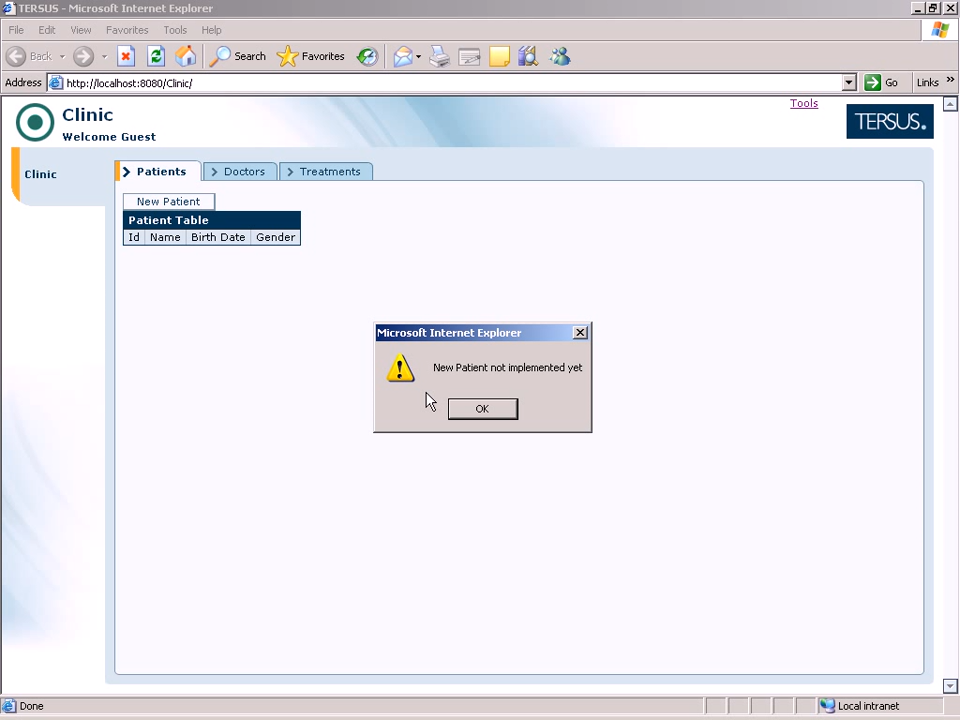 TERSUS - Microsoft Internet Explorer
File Edit View Favorites Tools Help
Back Search Favorites
Address http://localhost:8080/Clinic/ Go Links »
Clinic Tools
Welcome Guest TERSUS.
Clinic Patients Doctors Treatments
New Patient
Patient Table
Id Name Birth Date Gender
Microsoft Internet Explorer
New Patient not implemented yet
OK
Done Local intranet